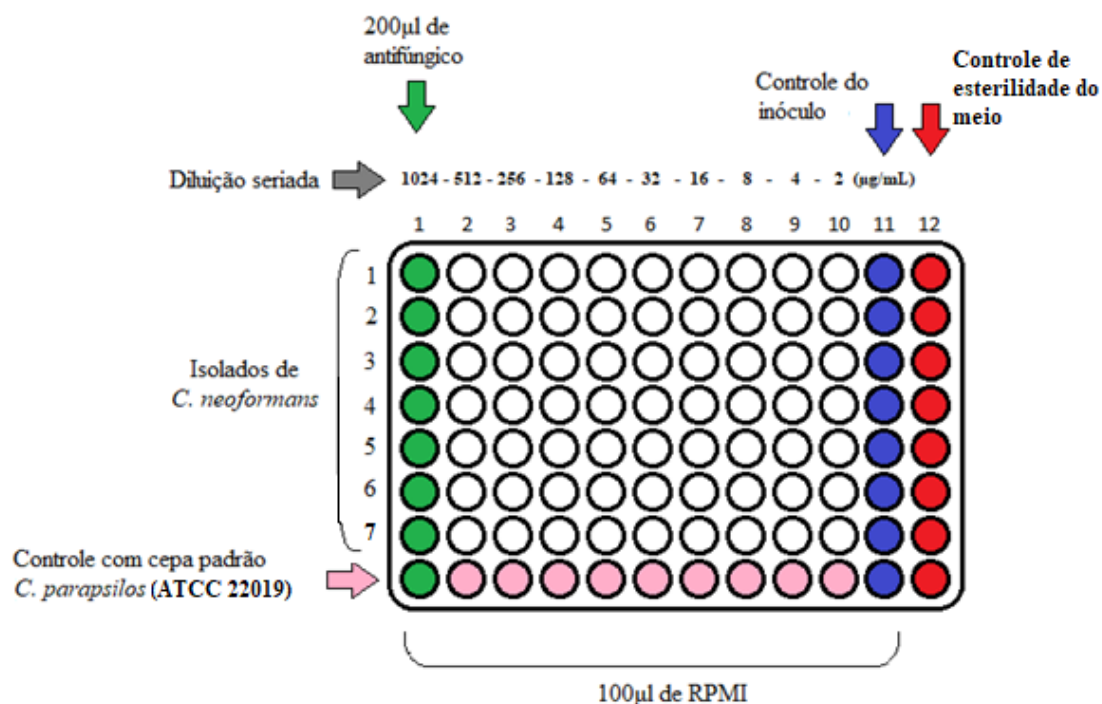 200µl de
antifúngico
Controle do
inóculo
Controle de
esterilidade do
meio
Diluição seriada
1024 - 512 - 256 - 128 - 64 - 32 - 16 - 8 - 4 - 2 (µg/mL)
1 2 3 4 5 6 7 8 9 10 11 12
1
2
3
4
5
6
7
Isolados de
C. neoformans
Controle com cepa padrão
C. parapsilos (ATCC 22019)
100µl de RPMI